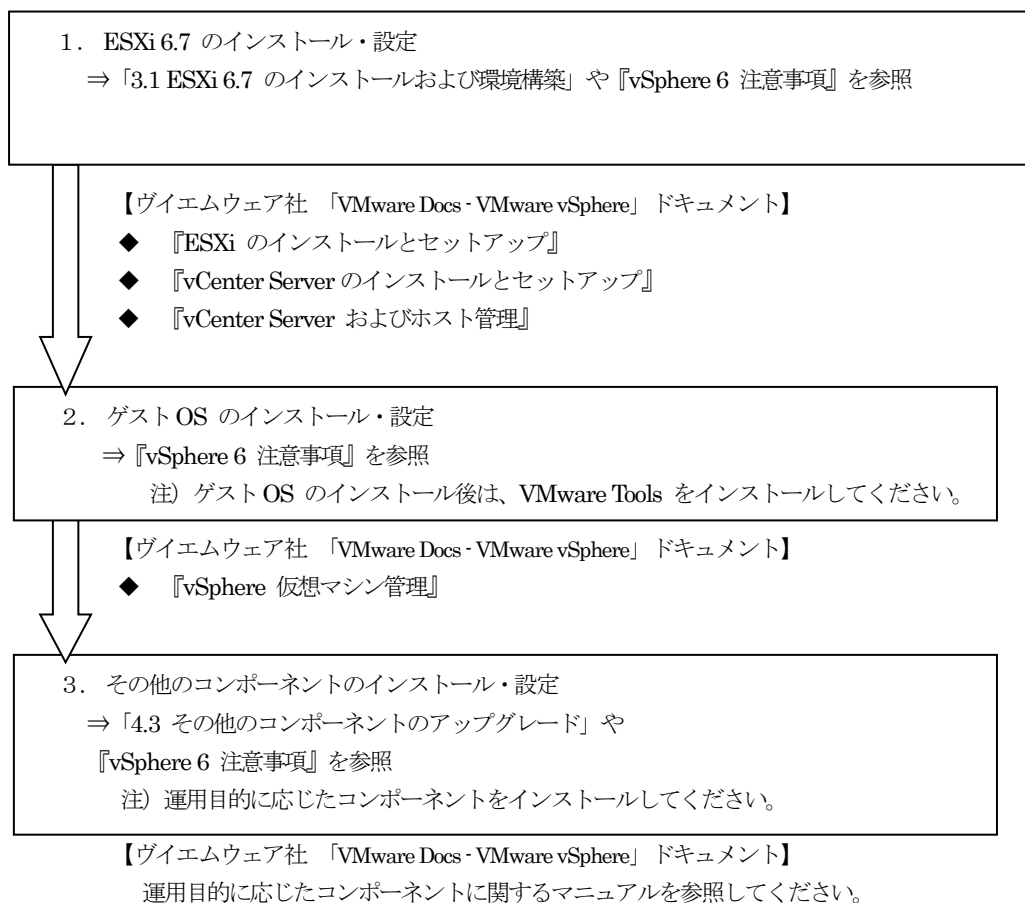 １． ESXi 6.7 のインストール・設定
⇒「3.1 ESXi 6.7 のインストールおよび環境構築」や『vSphere 6 注意事項』を参照
【ヴイエムウェア社 「VMware Docs - VMware vSphere」ドキュメント】
◆ 『ESXi のインストールとセットアップ』
◆ 『vCenter Server のインストールとセットアップ』
◆ 『vCenter Server およびホスト管理』
２． ゲスト OS のインストール・設定
⇒『vSphere 6 注意事項』を参照
注）ゲスト OS のインストール後は、VMware Tools をインストールしてください。
【ヴイエムウェア社 「VMware Docs - VMware vSphere」ドキュメント】
◆ 『vSphere 仮想マシン管理』
３． その他のコンポーネントのインストール・設定
⇒「4.3 その他のコンポーネントのアップグレード」や
『vSphere 6 注意事項』を参照
注）運用目的に応じたコンポーネントをインストールしてください。
【ヴイエムウェア社 「VMware Docs - VMware vSphere」ドキュメント】
運用目的に応じたコンポーネントに関するマニュアルを参照してください。